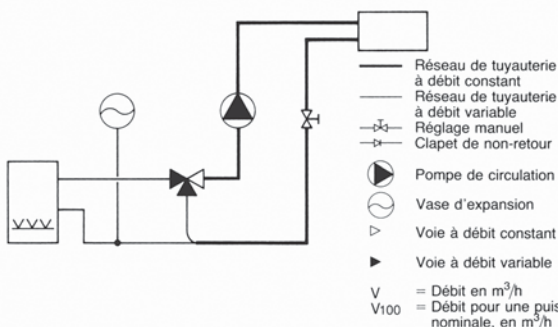 Réseau de tuyauterie
à débit constant
Réseau de tuyauterie
à débit variable
Réglage manuel
Clapet de non-retour
Pompe de circulation
Vase d'expansion
Voie à débit constant
Voie à débit variable
V = Débit en m³/h
V100 = Débit pour une puis
nominale, en m³/h